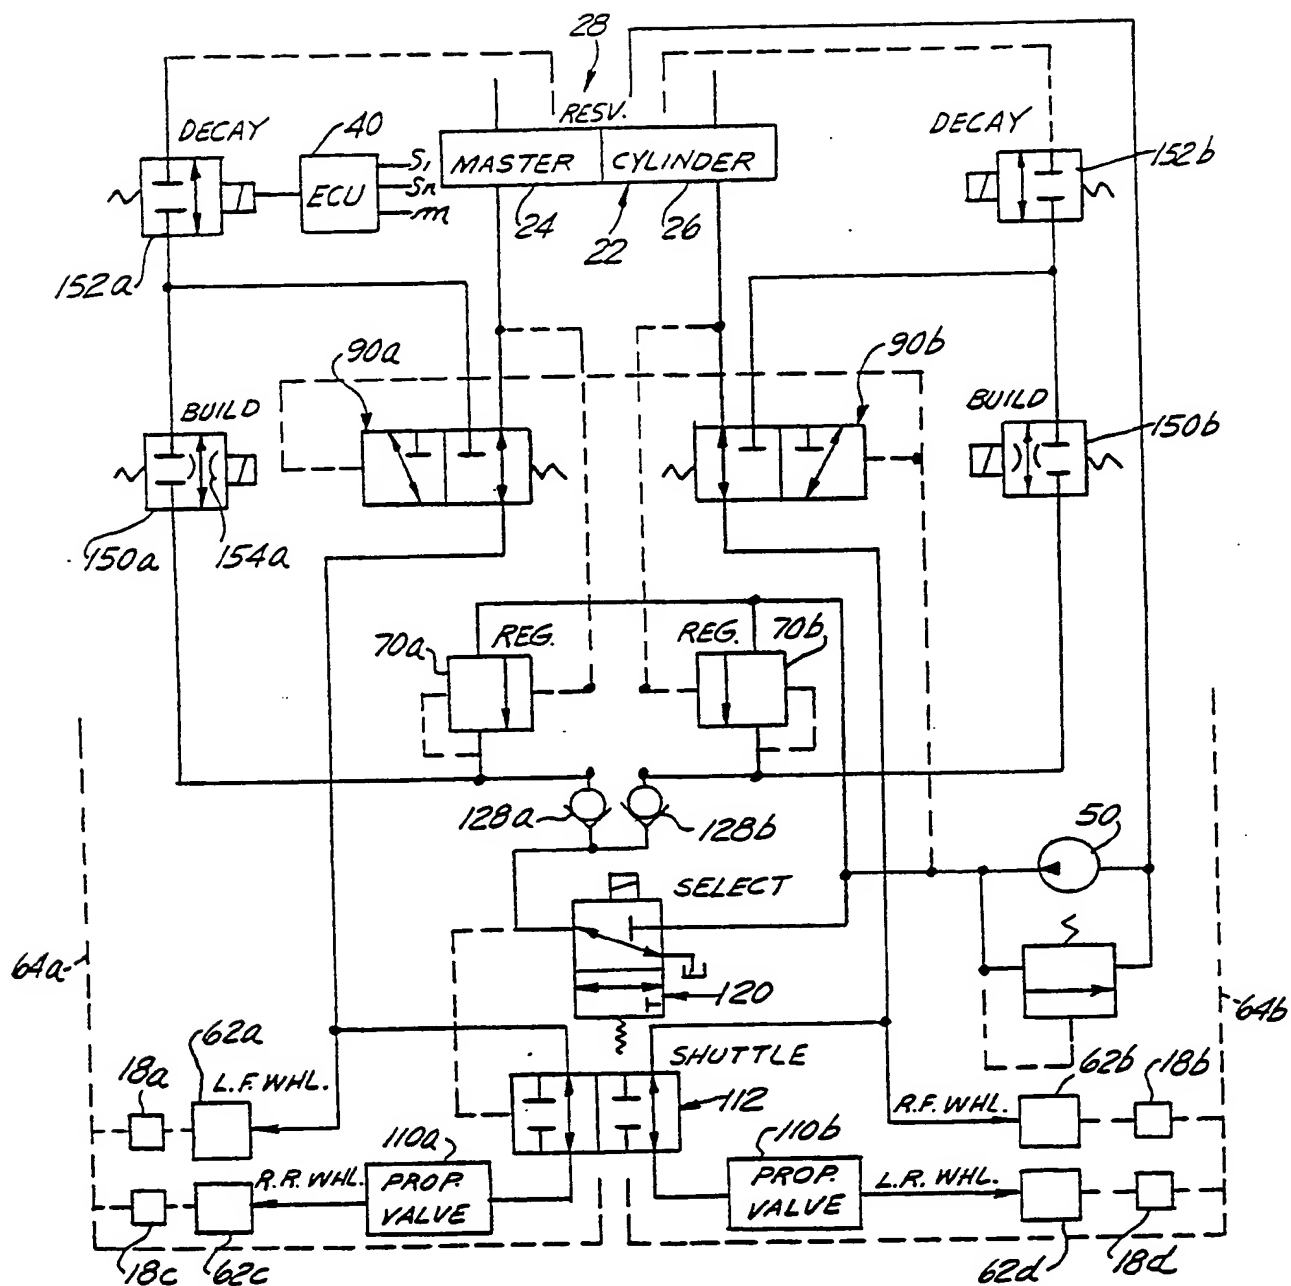 28
RESV.
DECAY
40
ECU
S1
Sn
m
MASTER
CYLINDER
DECAY
152b
24
22
26
152a
90a
90b
BUILD
BUILD
150b
150a
154a
70a
REG.
REG.
70b
128a
128b
50
SELECT
64a
120
64b
62a
SHUTTLE
62b
18a
L.F. WHL.
18b
112
R.F. WHL.
110a
110b
R.R. WHL.
PROP.
VALVE
PROP.
VALVE
L.R. WHL.
18c
62c
62d
18d